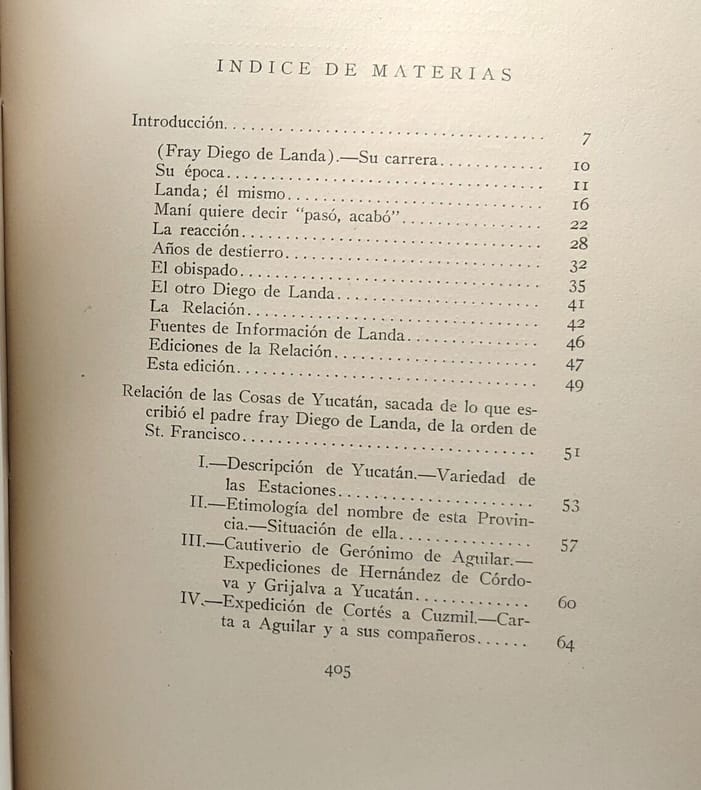 INDICE DE MATERIAS
Introducción................................... 7
(Fray Diego de Landa).—Su carrera............ 10
Su época................................... 11
Landa; él mismo............................ 16
Maní quiere decir “pasó, acabó”............... 22
La reacción................................ 28
Años de destierro........................... 32
El obispado................................ 35
El otro Diego de Landa...................... 41
La Relación................................ 42
Fuentes de Información de Landa.............. 46
Ediciones de la Relación..................... 47
Esta edición................................ 49
Relación de las Cosas de Yucatán, sacada de lo que es-
cribió el padre fray Diego de Landa, de la orden de
St. Francisco................................ 51
I.—Descripción de Yucatán.—Variedad de
las Estaciones...................... 53
II.—Etimología del nombre de esta Provin-
cia.—Situación de ella............... 57
III.—Cautiverio de Gerónimo de Aguilar.—
Expediciones de Hernández de Córdo-
va y Grijalva a Yucatán............. 60
IV.—Expedición de Cortés a Cuzmil.—Car-
ta a Aguilar y a sus compañeros...... 64
405